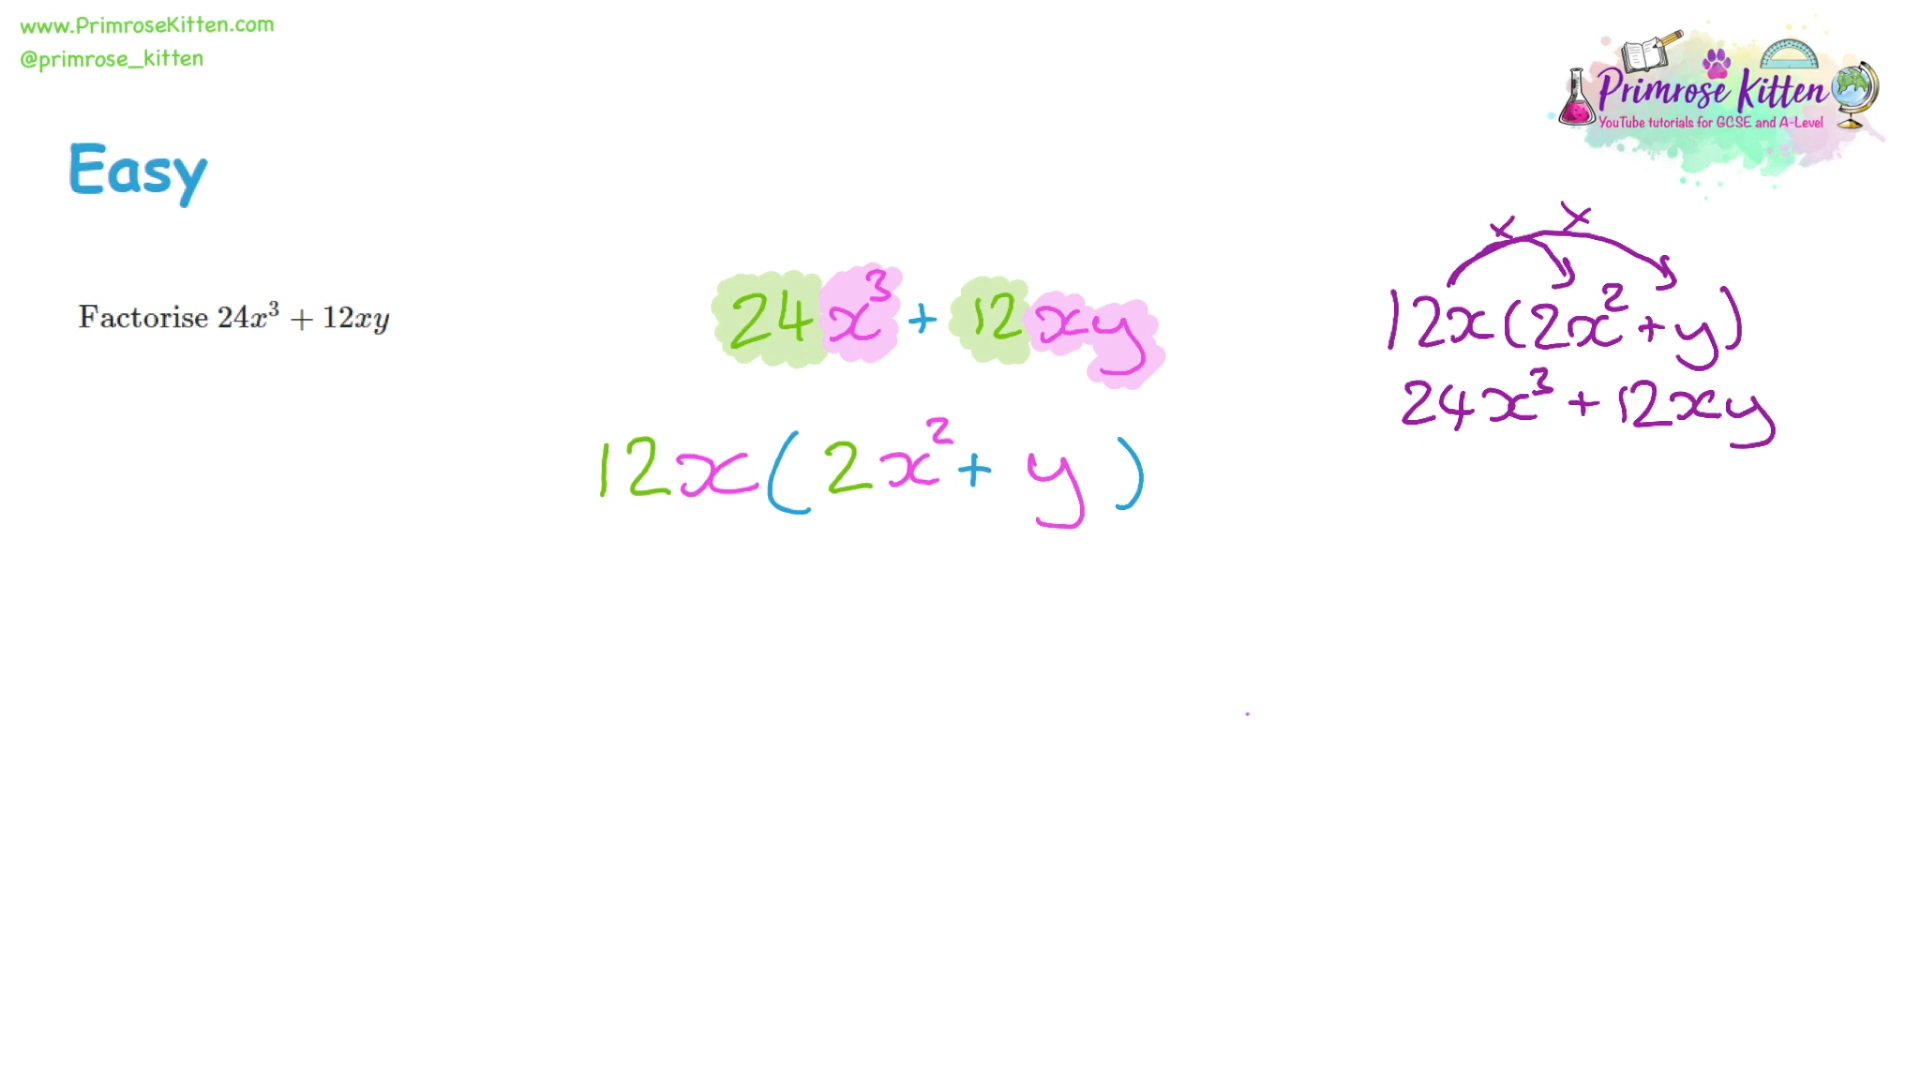 www.PrimroseKitten.com
@primrose_kitten
Primrose Kitten
YouTube tutorials for GCSE and A-Level
Easy
Factorise 24x³ + 12xy
24x³ + 12xy
12x(2x² + y)
x x
12x(2x² + y)
24x³ + 12xy